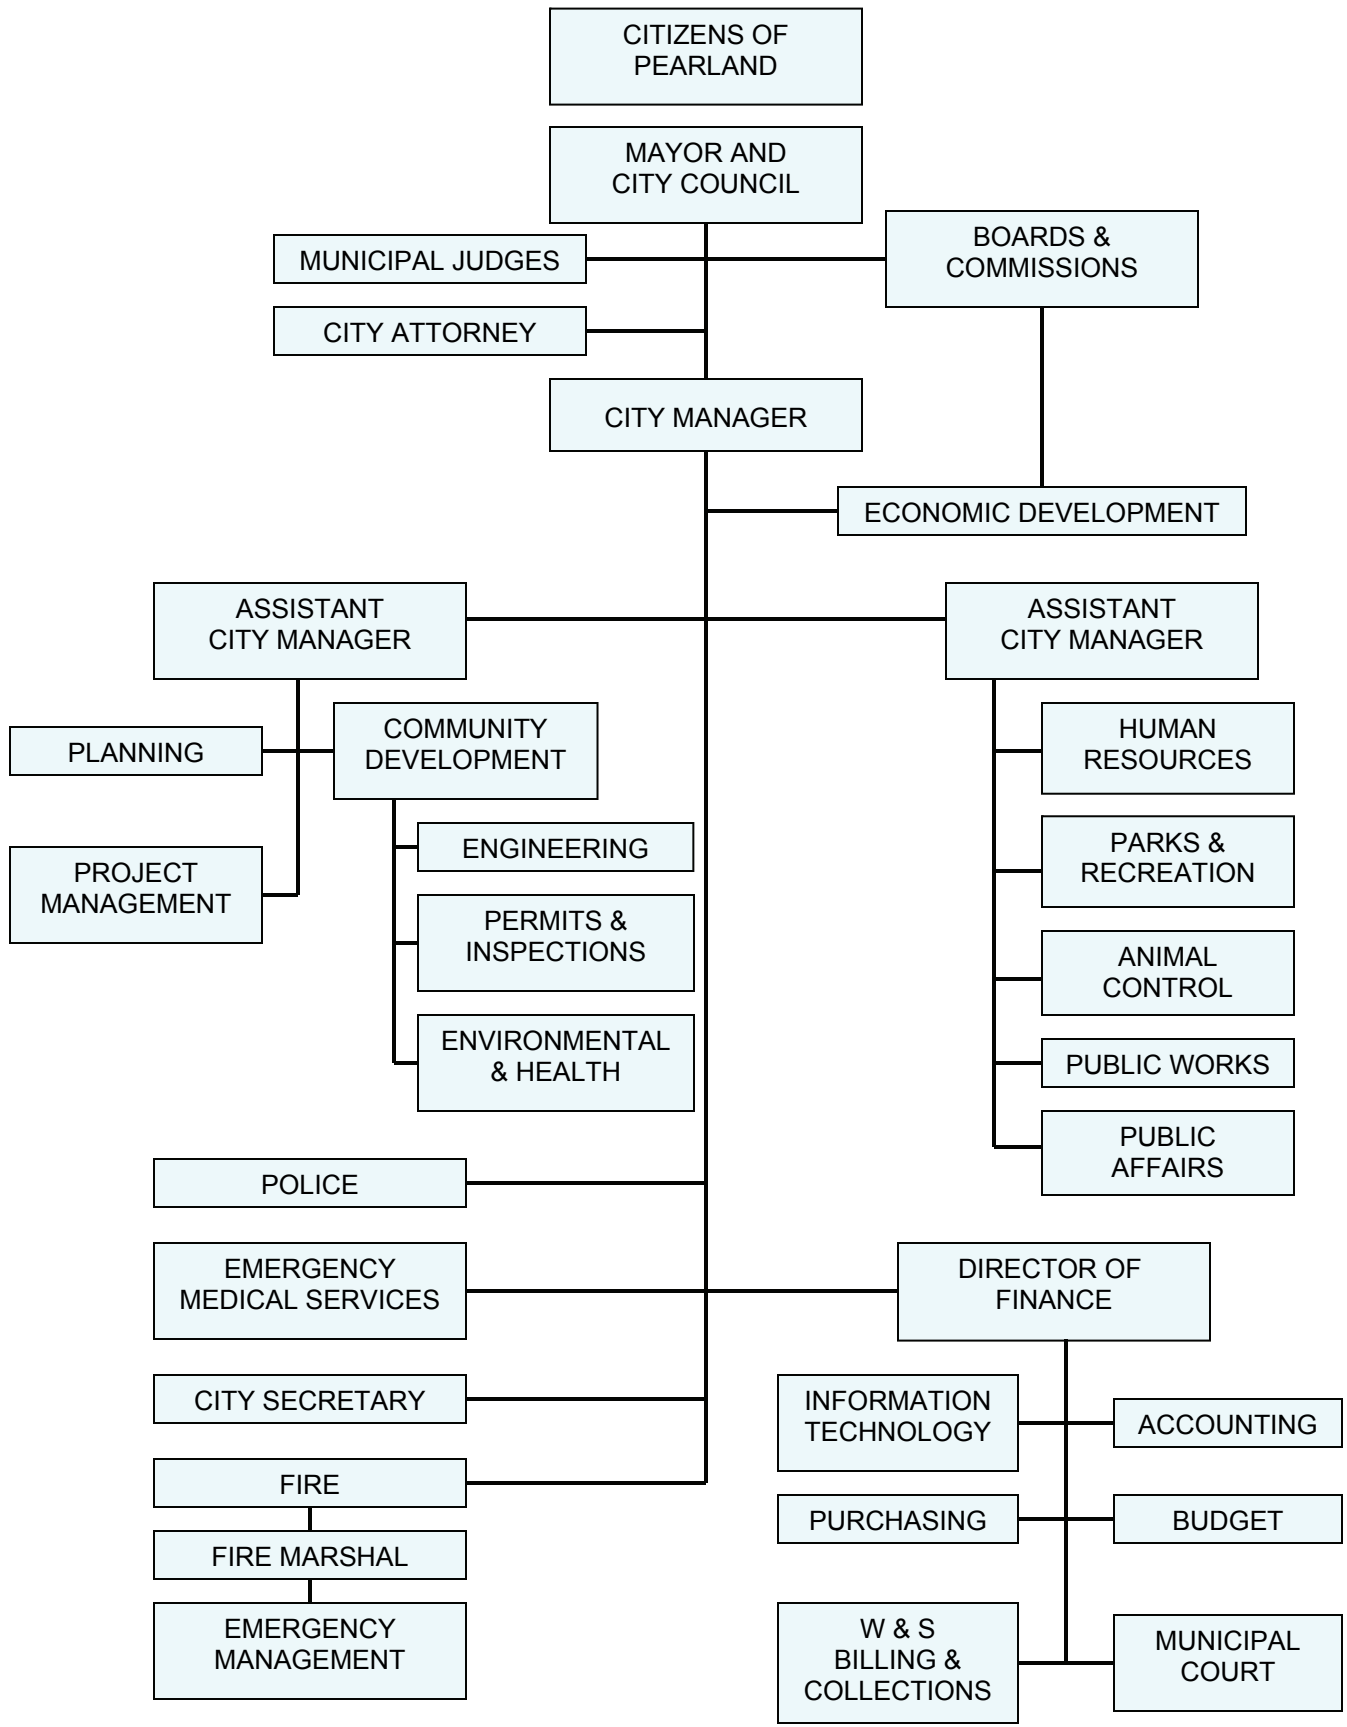 CITIZENS OF
PEARLAND
MAYOR AND
CITY COUNCIL
MUNICIPAL JUDGES
BOARDS &
COMMISSIONS
CITY ATTORNEY
CITY MANAGER
ECONOMIC DEVELOPMENT
ASSISTANT
CITY MANAGER
ASSISTANT
CITY MANAGER
PLANNING
COMMUNITY
DEVELOPMENT
PROJECT
MANAGEMENT
ENGINEERING
PERMITS &
INSPECTIONS
ENVIRONMENTAL
& HEALTH
HUMAN
RESOURCES
PARKS &
RECREATION
ANIMAL
CONTROL
PUBLIC WORKS
PUBLIC
AFFAIRS
POLICE
EMERGENCY
MEDICAL SERVICES
CITY SECRETARY
FIRE
FIRE MARSHAL
EMERGENCY
MANAGEMENT
DIRECTOR OF
FINANCE
INFORMATION
TECHNOLOGY
ACCOUNTING
PURCHASING
BUDGET
W & S
BILLING &
COLLECTIONS
MUNICIPAL
COURT